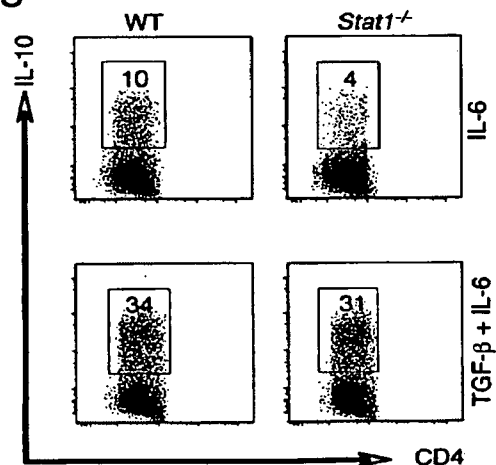 WT Stat1-/-
IL-10
10 4
IL-6
34 31
TGF-β + IL-6
CD4